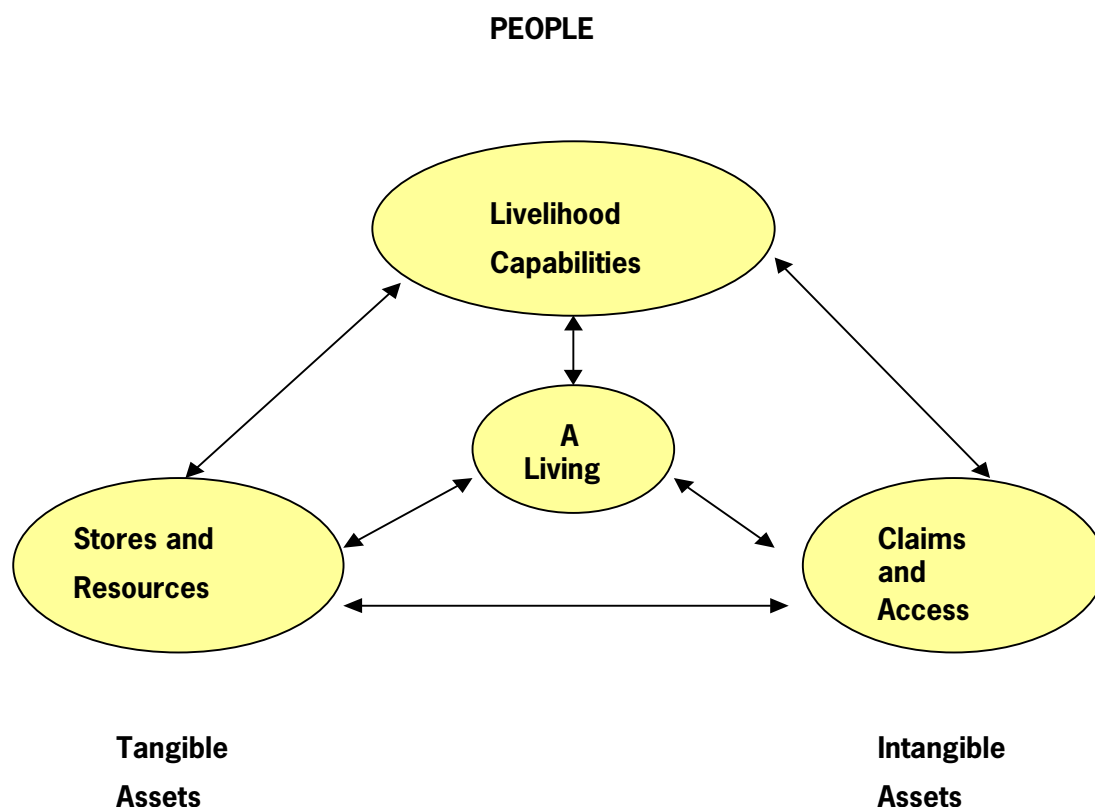 PEOPLE
Livelihood
Capabilities
A
Living
Stores and
Resources
Claims
and
Access
Tangible
Assets
Intangible
Assets